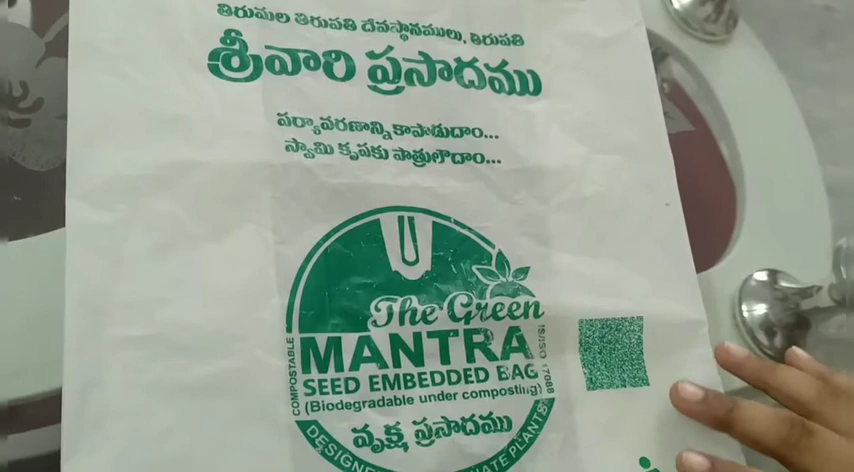 తిరుమల తిరుపతి దేవస్థానములు, తిరుపతి
శ్రీవారి ప్రసాదము
పర్యావరణాన్ని కాపాడుదాం...
స్వామి కృపకు పాత్రులౌదాం...
The Green
MANTRA
SEED EMBEDDED BAG
(Biodegradable under composting)
COMPOSTABLE
IS/ISO 17088
వృక్ష ప్రసాదము
PLANTS